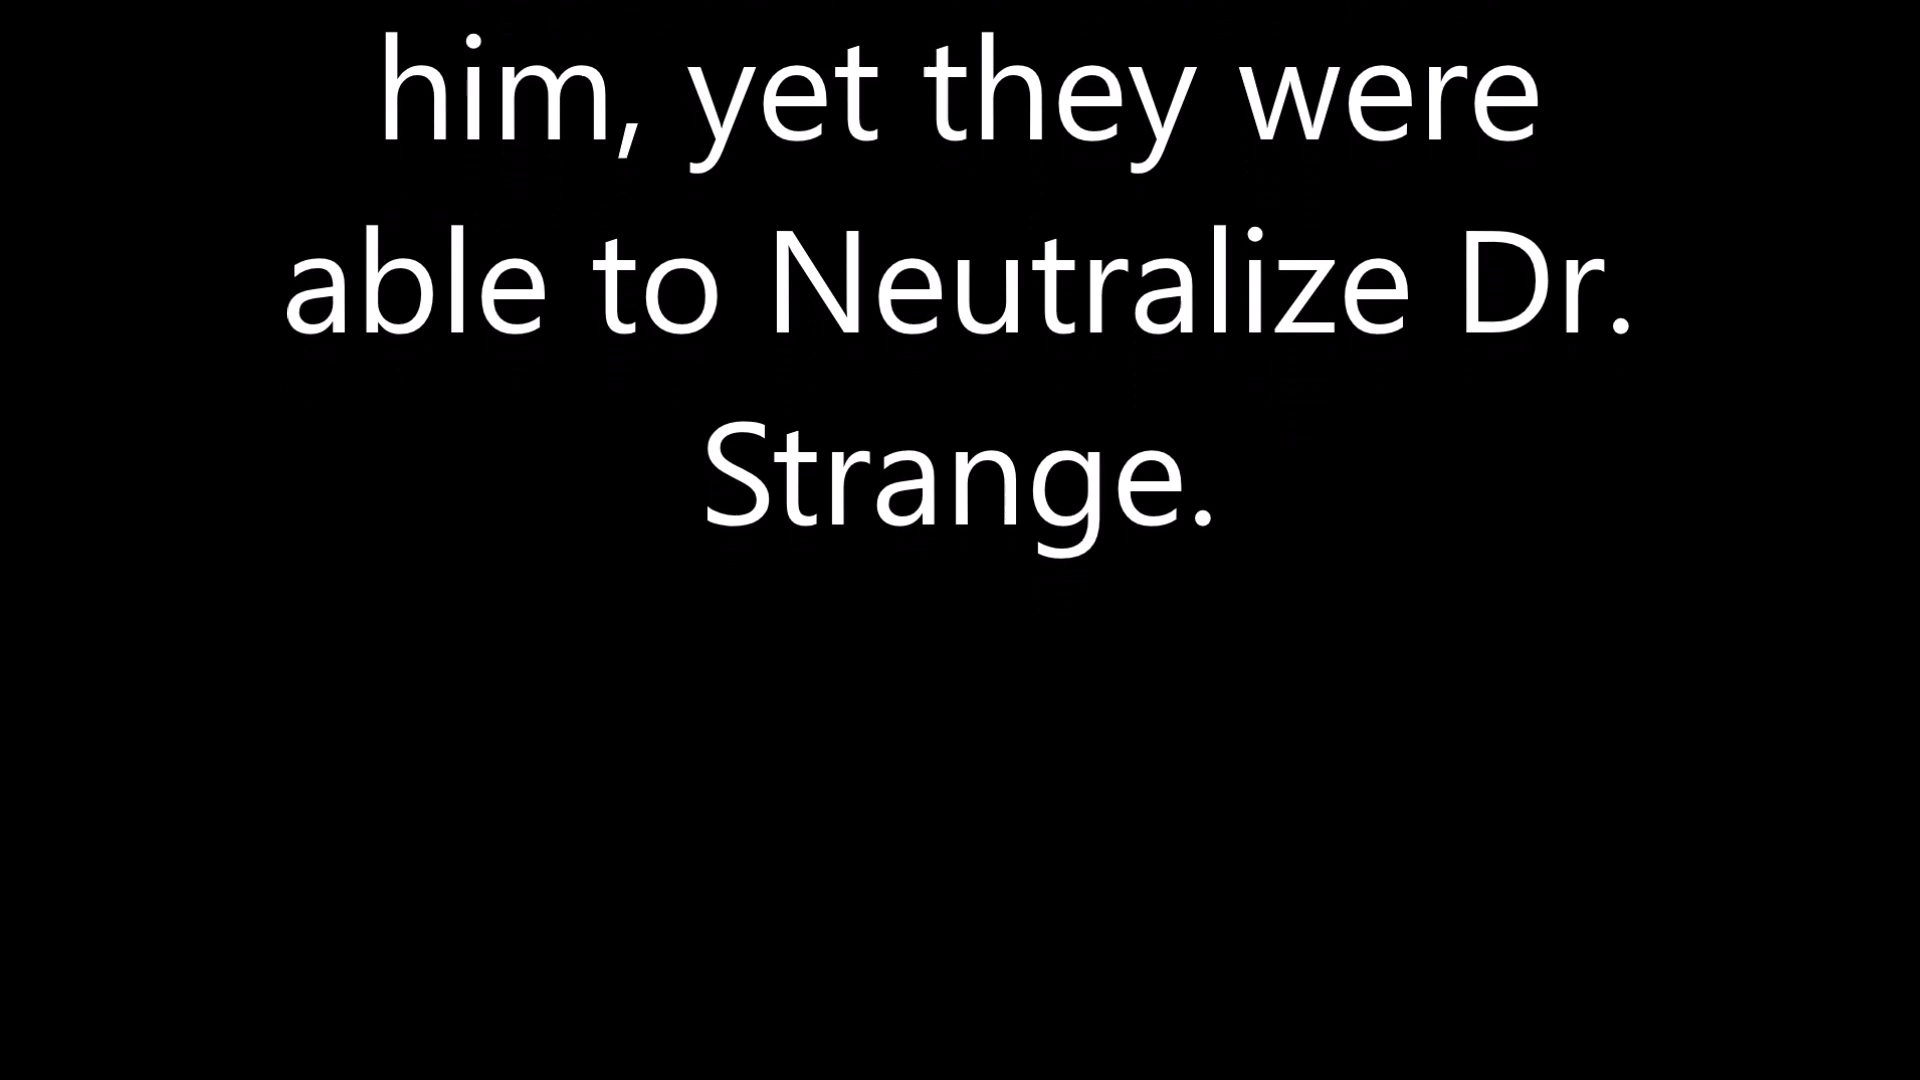 him, yet they were
able to Neutralize Dr.
Strange.